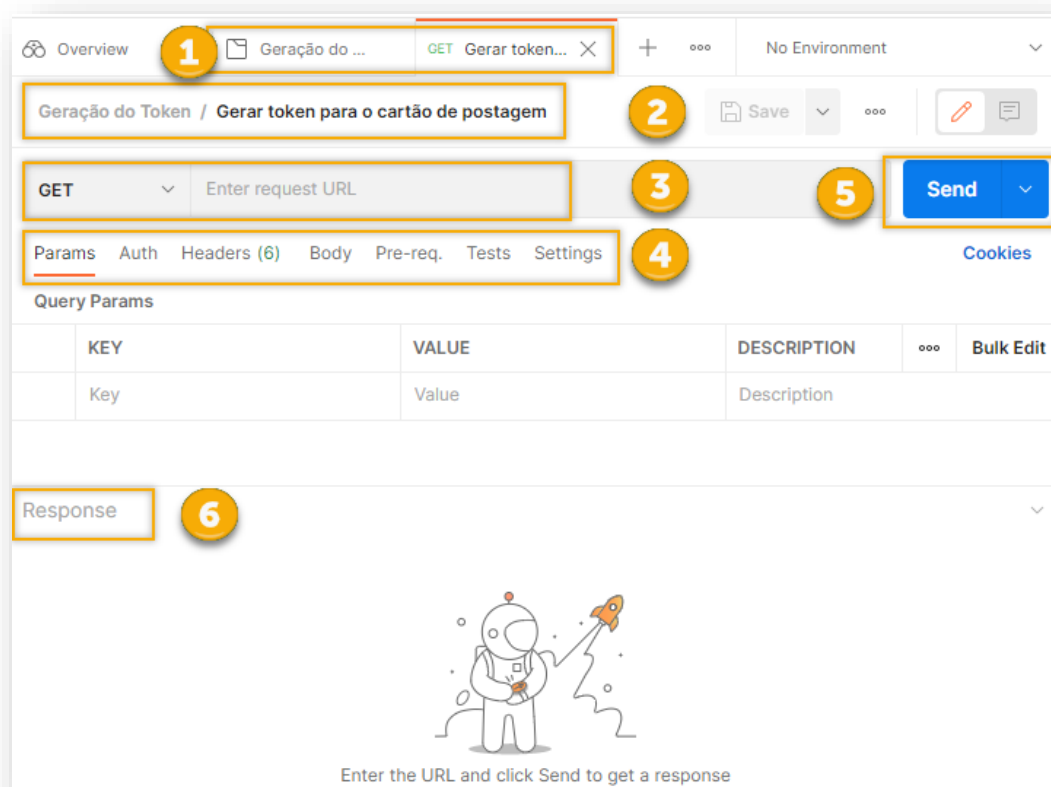 Overview 1 Geração do ... GET Gerar token... No Environment
Geração do Token / Gerar token para o cartão de postagem 2 Save
GET Enter request URL 3 5 Send
Params Auth Headers (6) Body Pre-req. Tests Settings 4 Cookies
Query Params
KEY VALUE DESCRIPTION Bulk Edit
Key Value Description
Response 6
Enter the URL and click Send to get a response